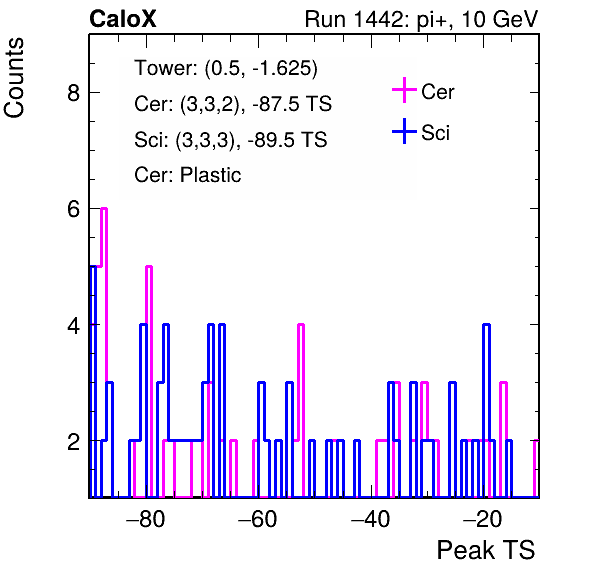 CaloX Run 1442: pi+, 10 GeV
Counts
Tower: (0.5, -1.625)
Cer: (3,3,2), -87.5 TS
Sci: (3,3,3), -89.5 TS
Cer: Plastic
Cer
Sci
8
6
4
2
−80 −60 −40 −20
Peak TS